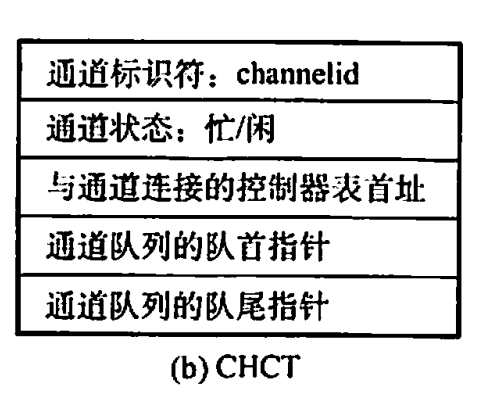 通道标识符：channelid
通道状态：忙/闲
与通道连接的控制器表首址
通道队列的队首指针
通道队列的队尾指针
(b) CHCT